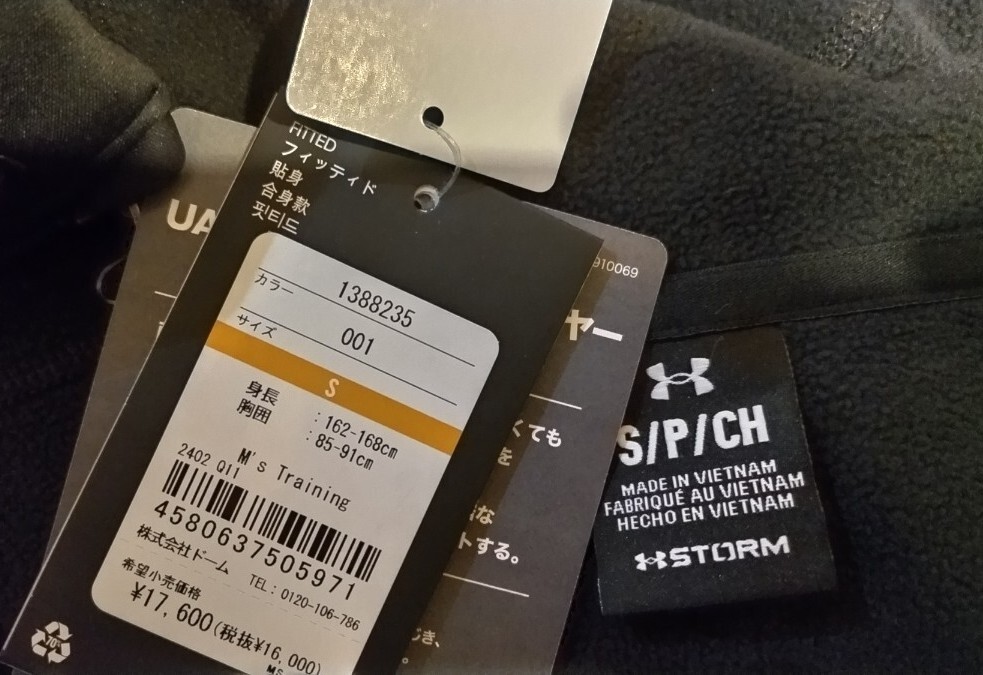 FITTED
フィッティド
貼身
合身款
핏티드
UA
カラー 1388235
サイズ 001
S
身長 : 162-168cm
胸囲 : 85-91cm
M's Training
2402 Q11
4580637505971
株式会社ドーム TEL: 0120-106-786
希望小売価格
¥17,600(税抜¥16,000)
70%
910069
ヤー
くても
を
な
トする。
き、
。
S/P/CH
MADE IN VIETNAM
FABRIQUÉ AU VIETNAM
HECHO EN VIETNAM
STORM